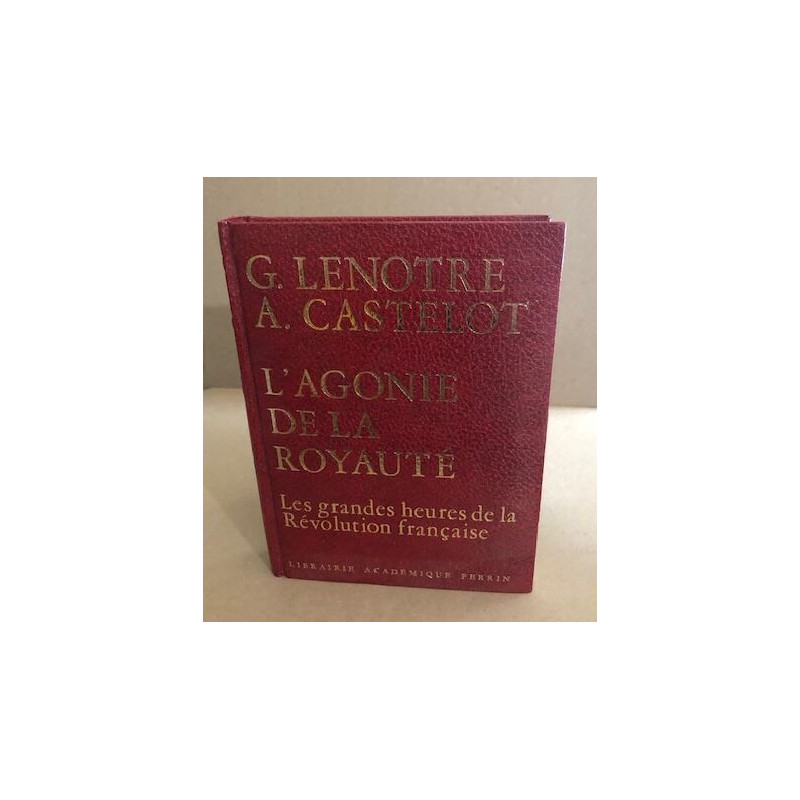 G. LENOTRE
A. CASTELOT
L'AGONIE
DE LA
ROYAUTÉ
Les grandes heures de la
Révolution française
LIBRAIRIE ACADÉMIQUE PERRIN